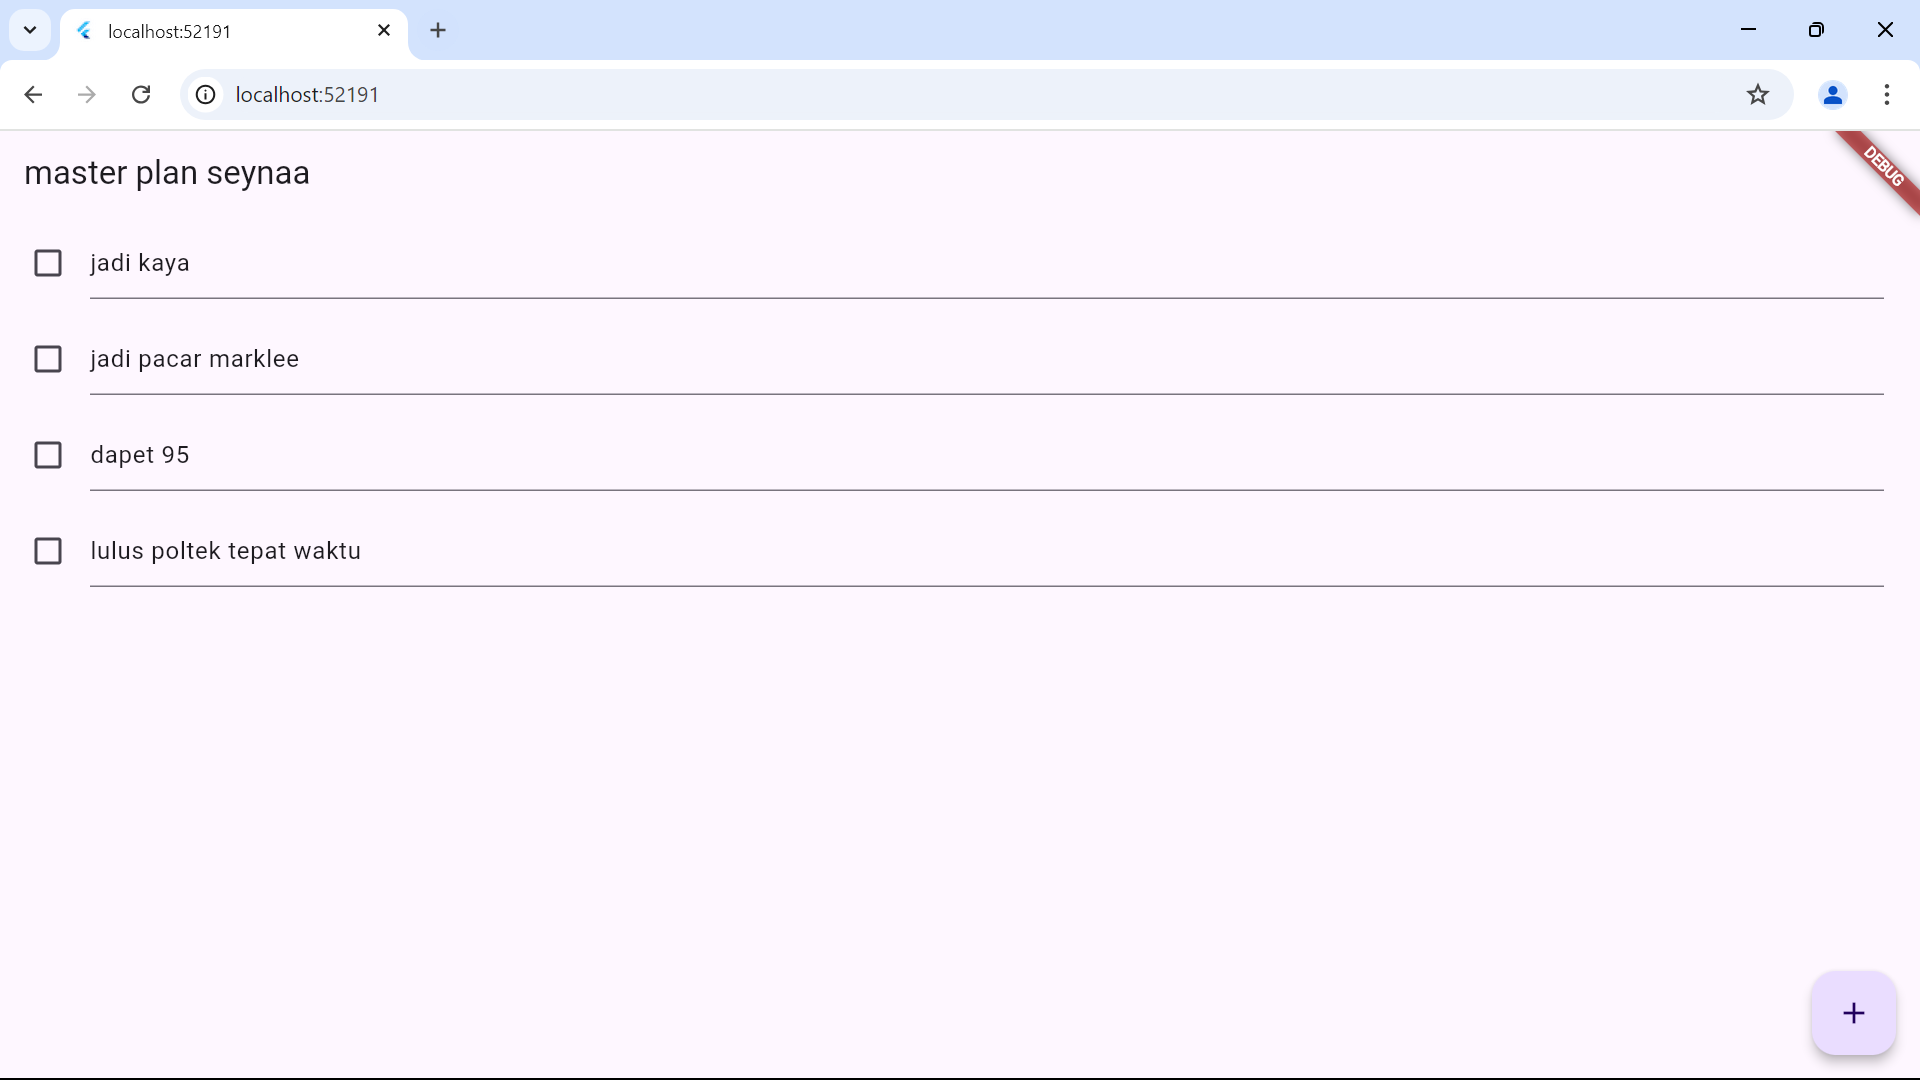 localhost:52191
localhost:52191
master plan seynaa
DEBUG
jadi kaya
jadi pacar marklee
dapet 95
lulus poltek tepat waktu